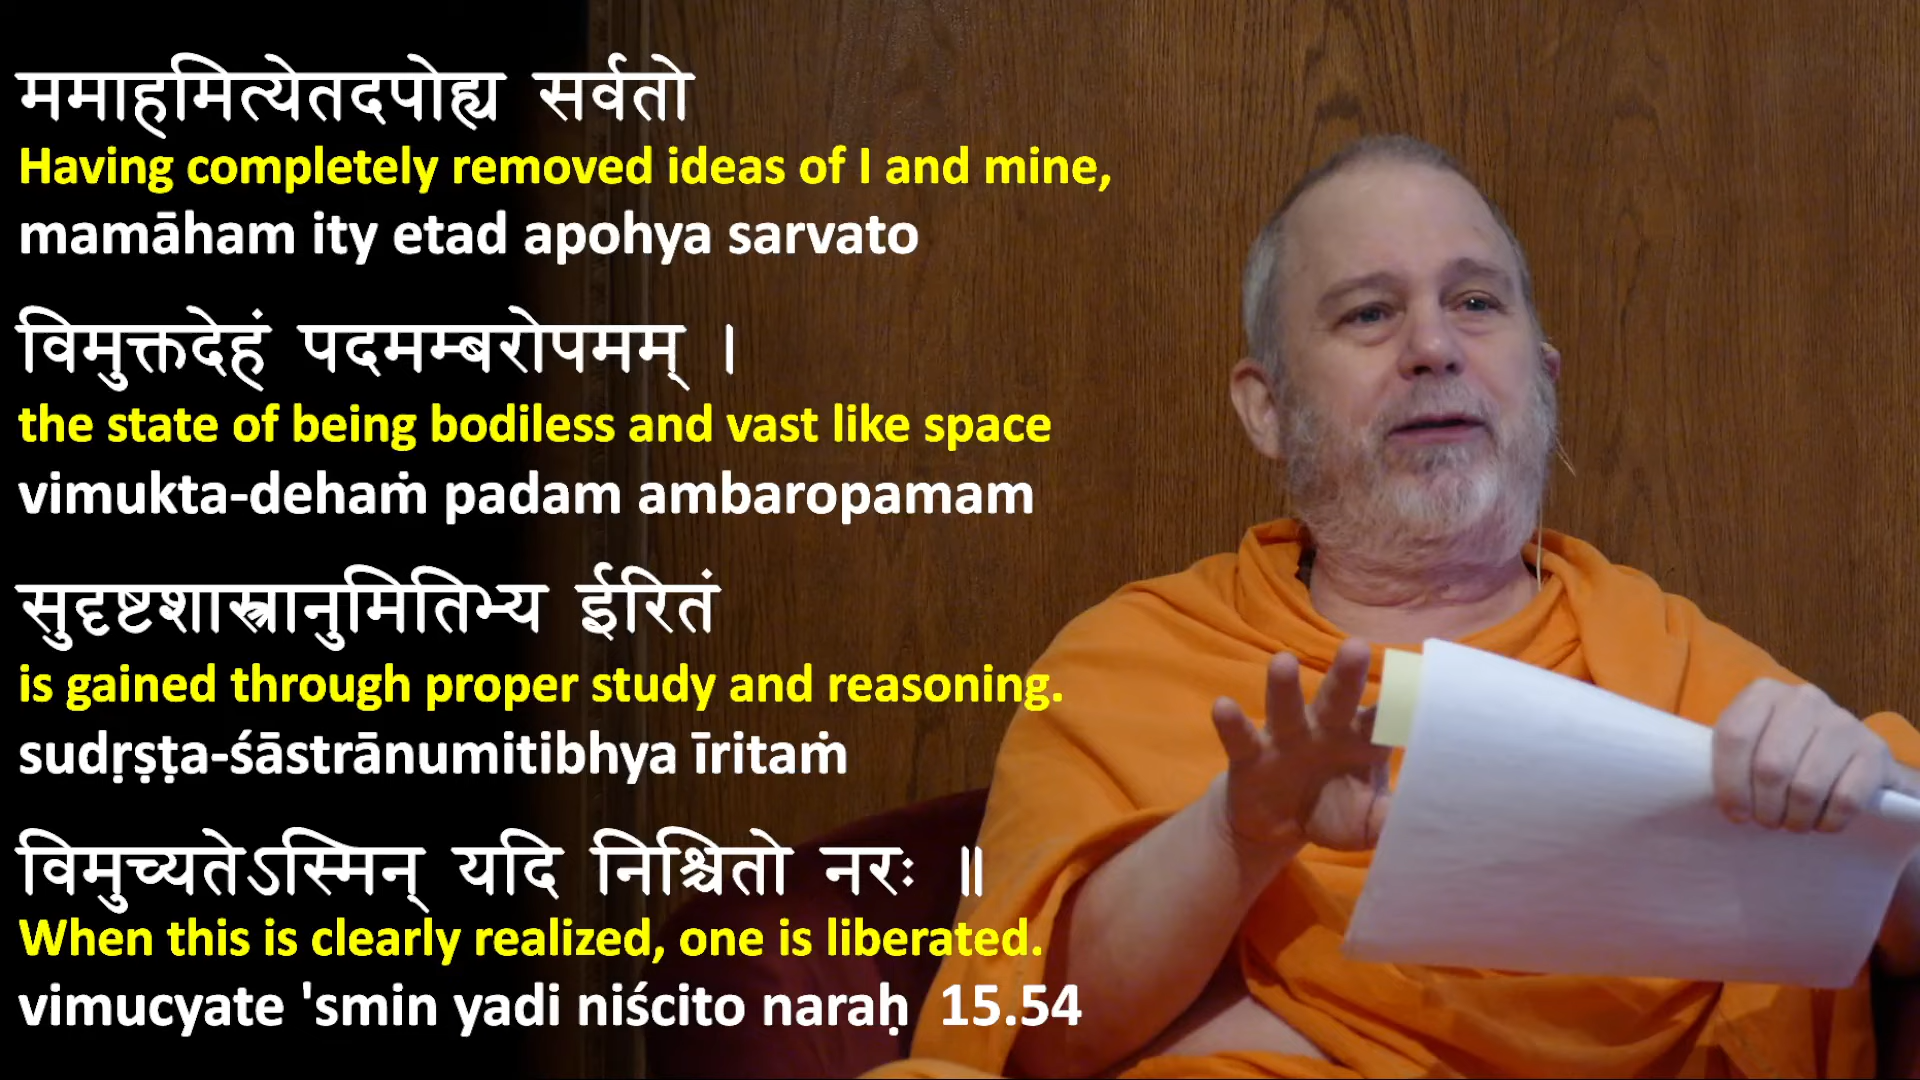 ममाहमित्येतदपोह्य सर्वतो
Having completely removed ideas of I and mine,
mamāham ity etad apohya sarvato
विमुक्तदेहं पदमम्बरोपमम् ।
the state of being bodiless and vast like space
vimukta-dehaṁ padam ambaropamam
सुदृष्टशास्त्रानुमितिभ्य ईरितं
is gained through proper study and reasoning.
sudṛṣṭa-śāstrānumitibhya īritaṁ
विमुच्यतेऽस्मिन् यदि निश्चितो नरः ॥
When this is clearly realized, one is liberated.
vimucyate 'smin yadi niścito naraḥ 15.54